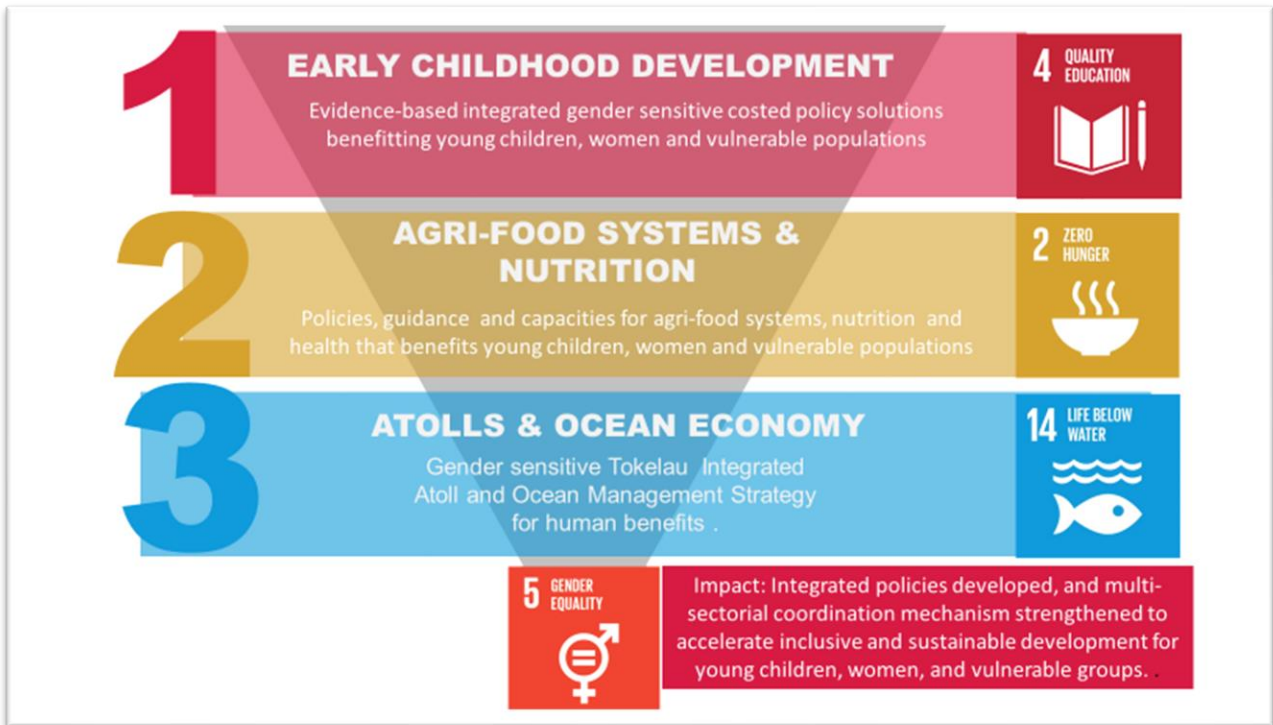 1
EARLY CHILDHOOD DEVELOPMENT
Evidence-based integrated gender sensitive costed policy solutions
benefitting young children, women and vulnerable populations
4 QUALITY
EDUCATION
2
AGRI-FOOD SYSTEMS &
NUTRITION
Policies, guidance and capacities for agri-food systems, nutrition and
health that benefits young children, women and vulnerable populations
2 ZERO
HUNGER
3
ATOLLS & OCEAN ECONOMY
Gender sensitive Tokelau Integrated
Atoll and Ocean Management Strategy
for human benefits .
14 LIFE BELOW
WATER
5 GENDER
EQUALITY
Impact: Integrated policies developed, and multi-
sectorial coordination mechanism strengthened to
accelerate inclusive and sustainable development for
young children, women, and vulnerable groups. .